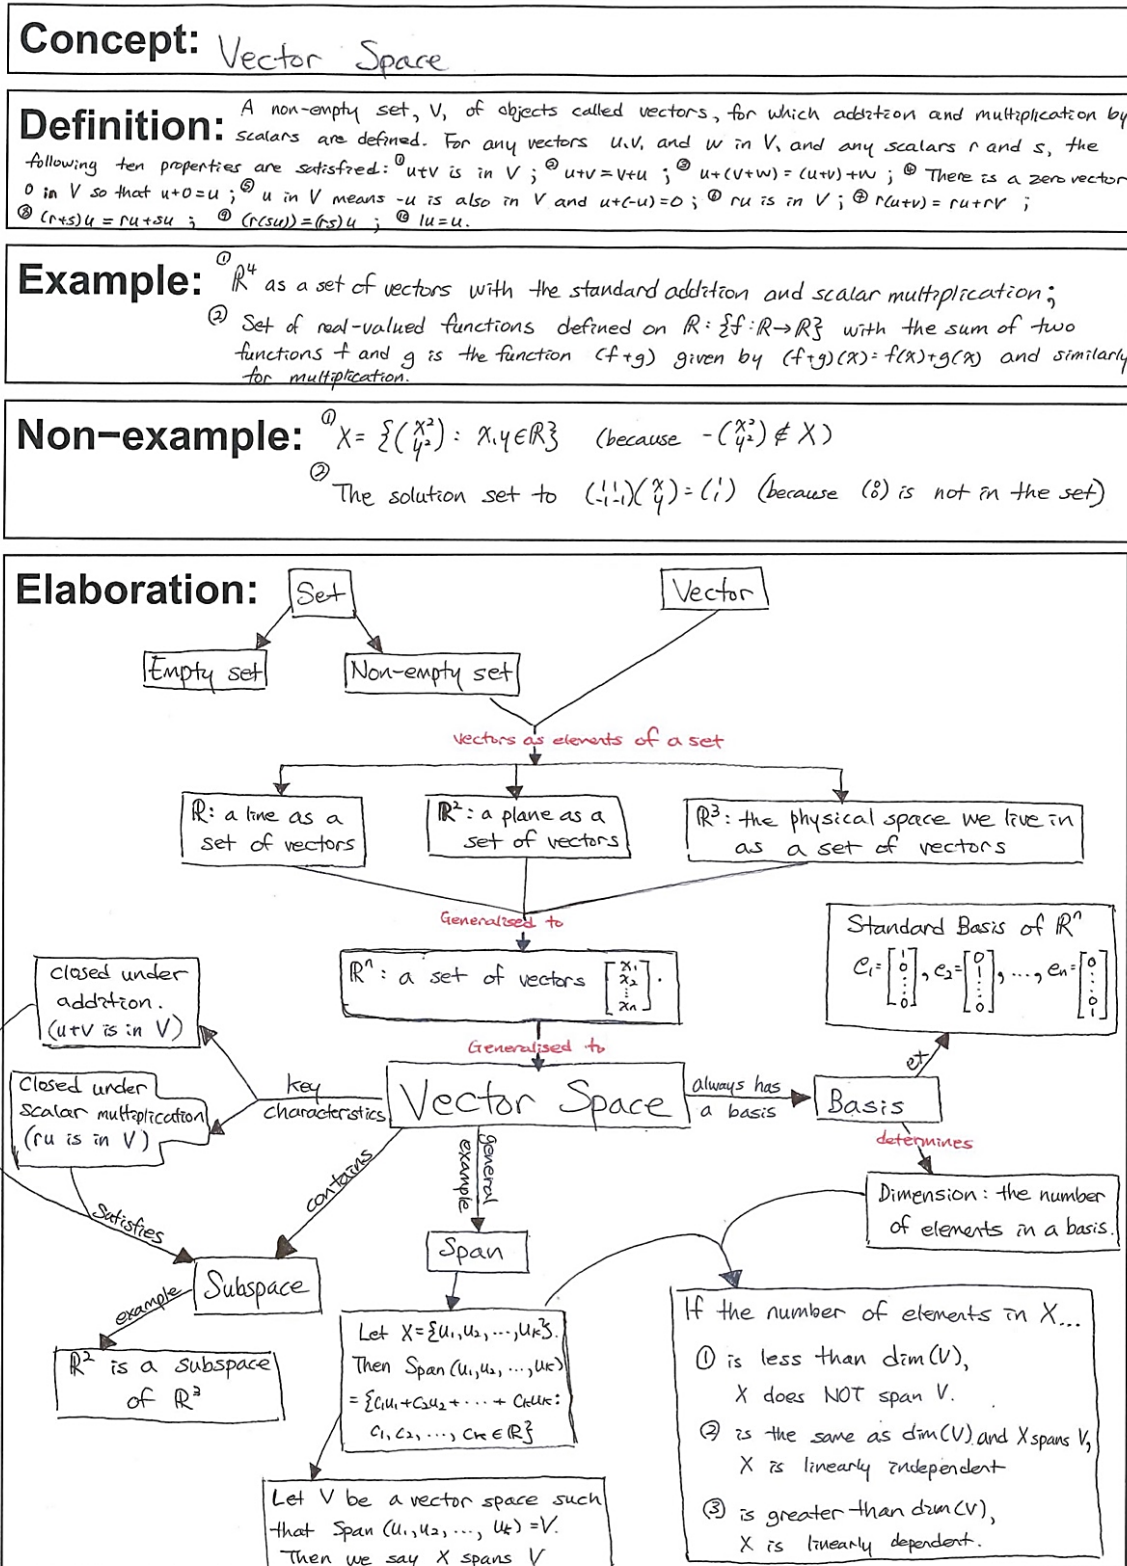 Concept: Vector Space
Definition: A non-empty set, V, of objects called vectors, for which addition and multiplication by
scalars are defined. For any vectors u, v, and w in V, and any scalars r and s, the
following ten properties are satisfied: ① u+v is in V ; ② u+v = v+u ; ③ u+(v+w) = (u+v)+w ; ④ There is a zero vector
0 in V so that u+0=u ; ⑤ u in V means -u is also in V and u+(-u)=0 ; ⑥ ru is in V ; ⑦ r(u+v) = ru+rv ;
⑧ (r+s)u = ru+su ; ⑨ (r(su))=(rs)u ; ⑩ 1u=u.
Example: ① ℝ⁴ as a set of vectors with the standard addition and scalar multiplication ;
② Set of real-valued functions defined on ℝ: {f:ℝ→ℝ} with the sum of two
functions f and g is the function (f+g) given by (f+g)(x)=f(x)+g(x) and similarly
for multiplication.
Non-example: ① X = {(x² y²) : x,y∈ℝ} (because -(x² y²) ∉ X)
② The solution set to (1 1 -1 -1)(x y) = (1 1) (because (0 0) is not in the set)
Elaboration:
Set
Vector
Empty set
Non-empty set
Vectors as elements of a set
ℝ: a line as a
set of vectors
ℝ²: a plane as a
set of vectors
ℝ³: the physical space we live in
as a set of vectors
Generalised to
ℝⁿ: a set of vectors [x₁ x₂ ⋮ xₙ].
Standard Basis of ℝⁿ
e₁=[1 0 ⋮ 0], e₂=[0 1 ⋮ 0], ..., eₙ=[0 0 ⋮ 0 1]
closed under
addition.
(u+v is in V)
Generalised to
Closed under
scalar multiplication
(ru is in V)
key
characteristics
Vector Space
always has
a basis
Basis
ex
determines
Dimension: the number
of elements in a basis.
Satisfies
contains
general
example
Span
Subspace
example
ℝ² is a subspace
of ℝ³
Let X={u₁,u₂, ...,uₖ}.
Then Span(u₁,u₂, ...,uₖ)
= {c₁u₁+c₂u₂+ ... + cₖuₖ:
c₁,c₂, ..., cₖ∈ℝ}
Let V be a vector space such
that Span (u₁,u₂, ..., uₖ) =V.
Then we say X spans V
If the number of elements in X...
① is less than dim(V),
X does NOT span V.
② is the same as dim(V) and X spans V,
X is linearly independent
③ is greater than dim(V),
X is linearly dependent.